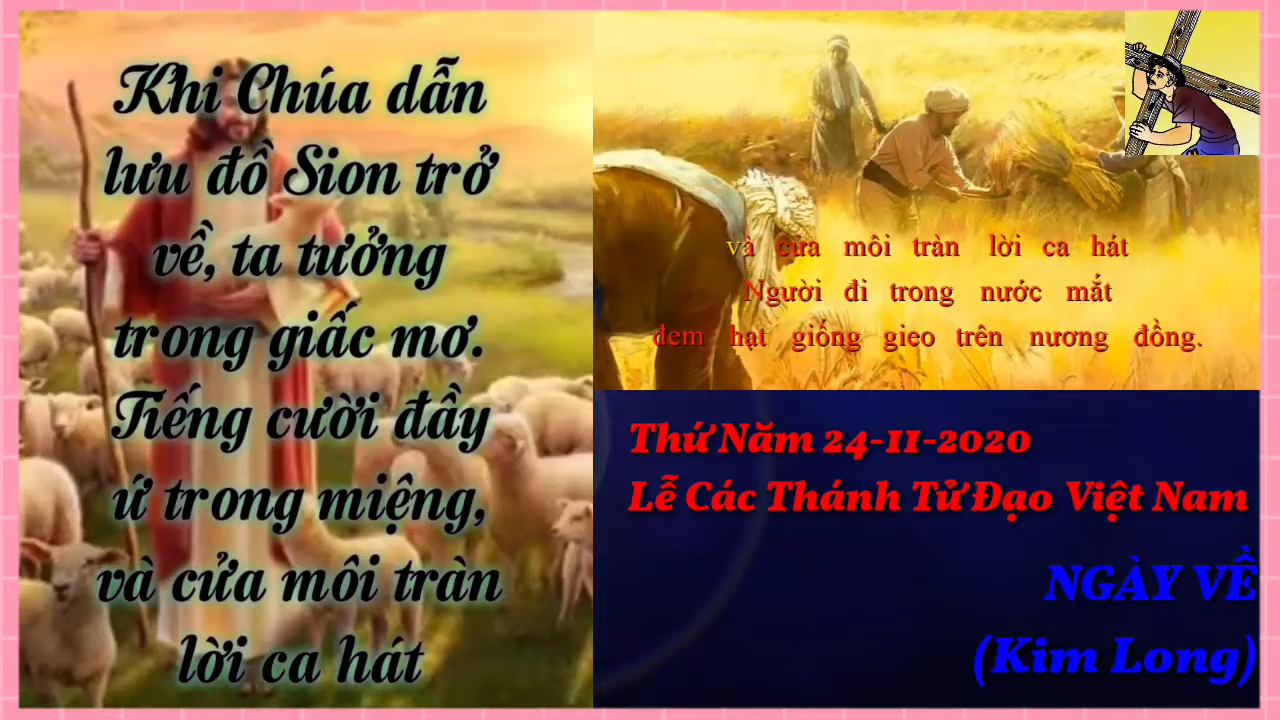 Khi Chúa dẫn
lưu đồ Sion trở
về, ta tưởng
trong giấc mơ.
Tiếng cười đầy
ứ trong miệng,
và cửa môi tràn
lời ca hát
và cửa môi tràn lời ca hát
Người đi trong nước mắt
đem hạt giống gieo trên nương đồng.
Thứ Năm 24-11-2020
Lễ Các Thánh Tử Đạo Việt Nam
NGÀY VỀ
(Kim Long)